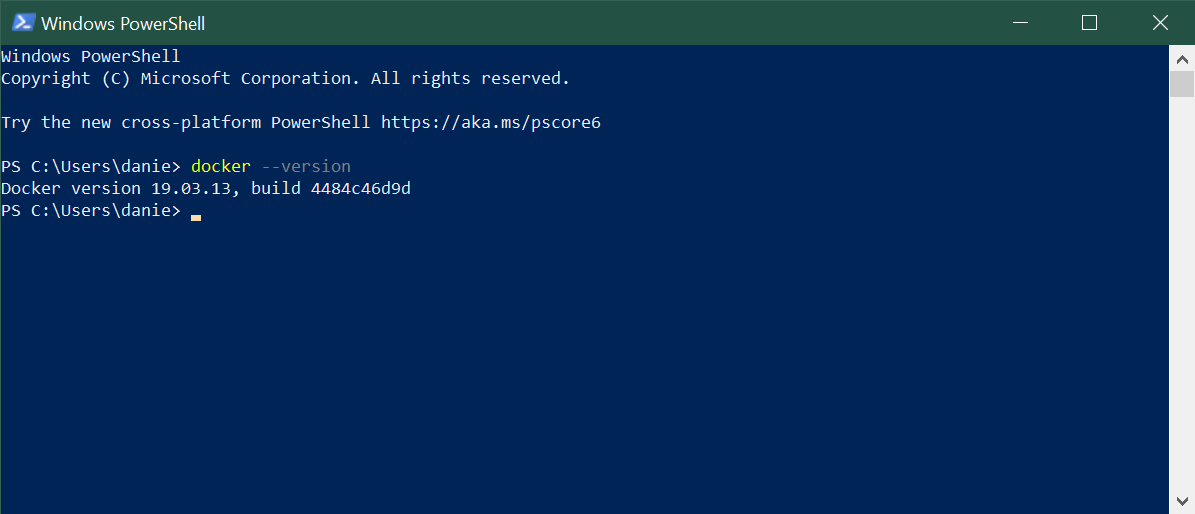 Windows PowerShell
Windows PowerShell
Copyright (C) Microsoft Corporation. All rights reserved.
Try the new cross-platform PowerShell https://aka.ms/pscore6
PS C:\Users\danie> docker --version
Docker version 19.03.13, build 4484c46d9d
PS C:\Users\danie>